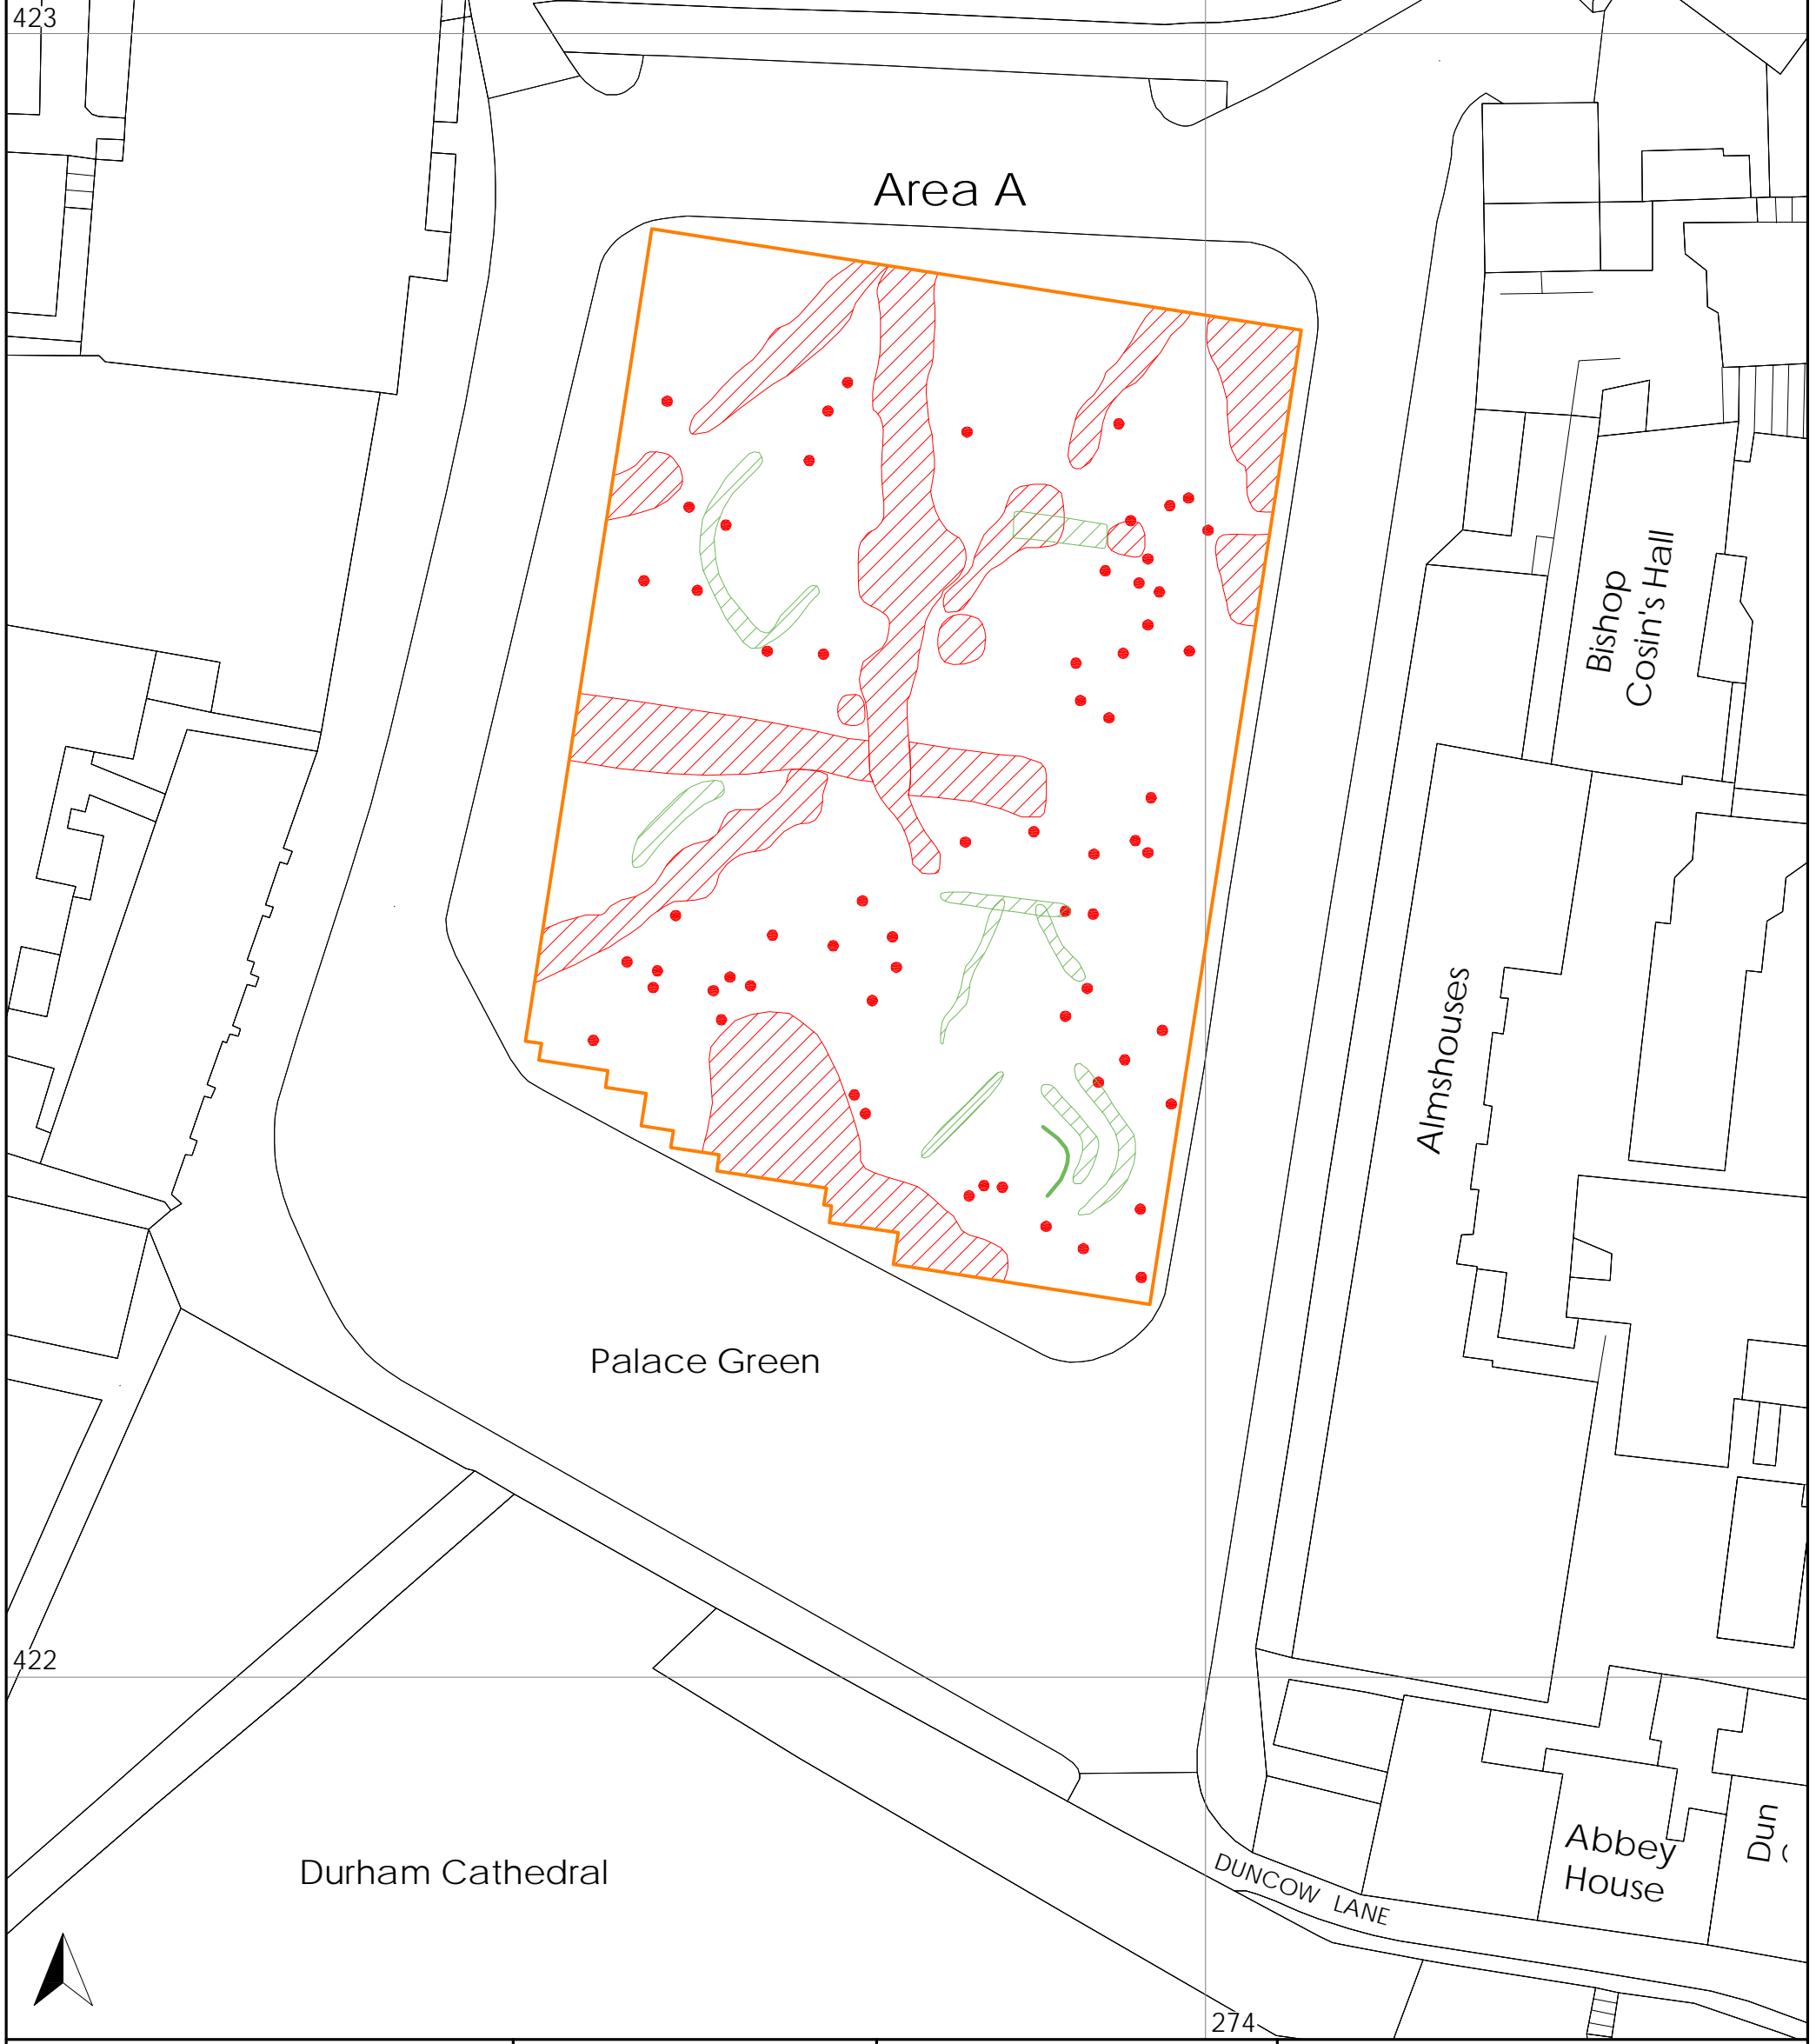 423
Area A
Bishop
Cosin's Hall
Almshouses
Palace Green
422
Durham Cathedral
DUNCOW LANE
Abbey
House
Dun
274